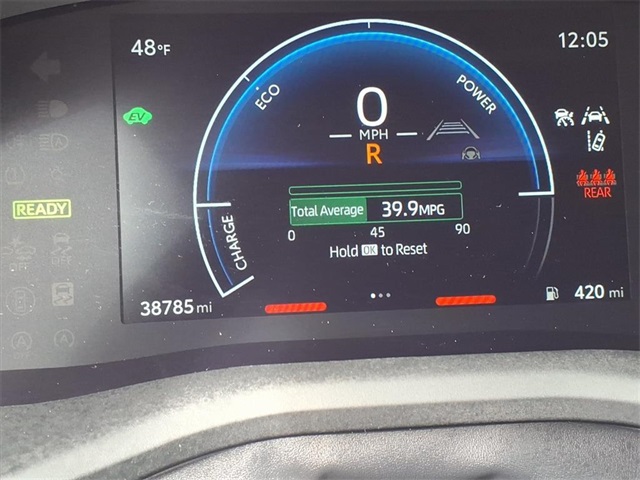 48°F
12:05
ECO
POWER
EV
0
MPH
R
READY
REAR
Total Average 39.9MPG
0 45 90
CHARGE
Hold OK to Reset
38785 mi
420 mi